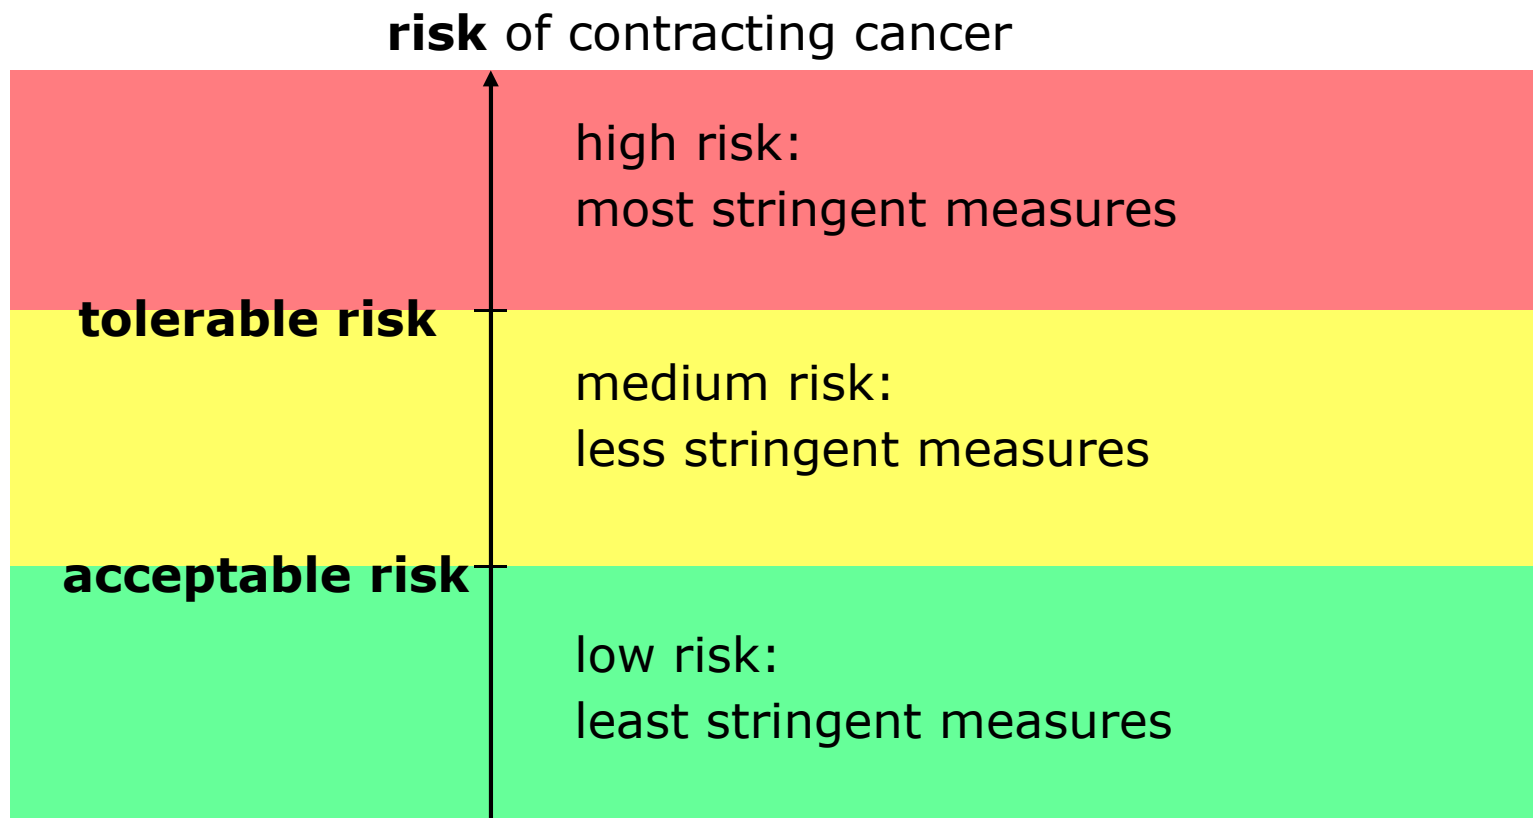 risk of contracting cancer
high risk:
most stringent measures
tolerable risk
medium risk:
less stringent measures
acceptable risk
low risk:
least stringent measures